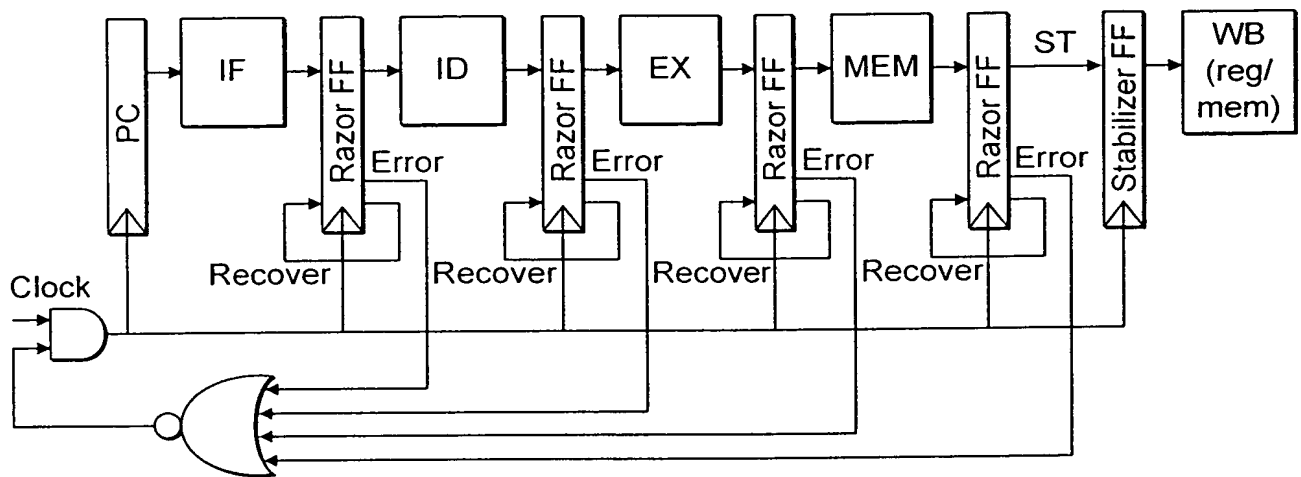 PC
IF
Razor FF
ID
Razor FF
EX
Razor FF
MEM
Razor FF
ST
Stabilizer FF
WB
(reg/
mem)
Error
Error
Error
Error
Recover
Recover
Recover
Recover
Clock